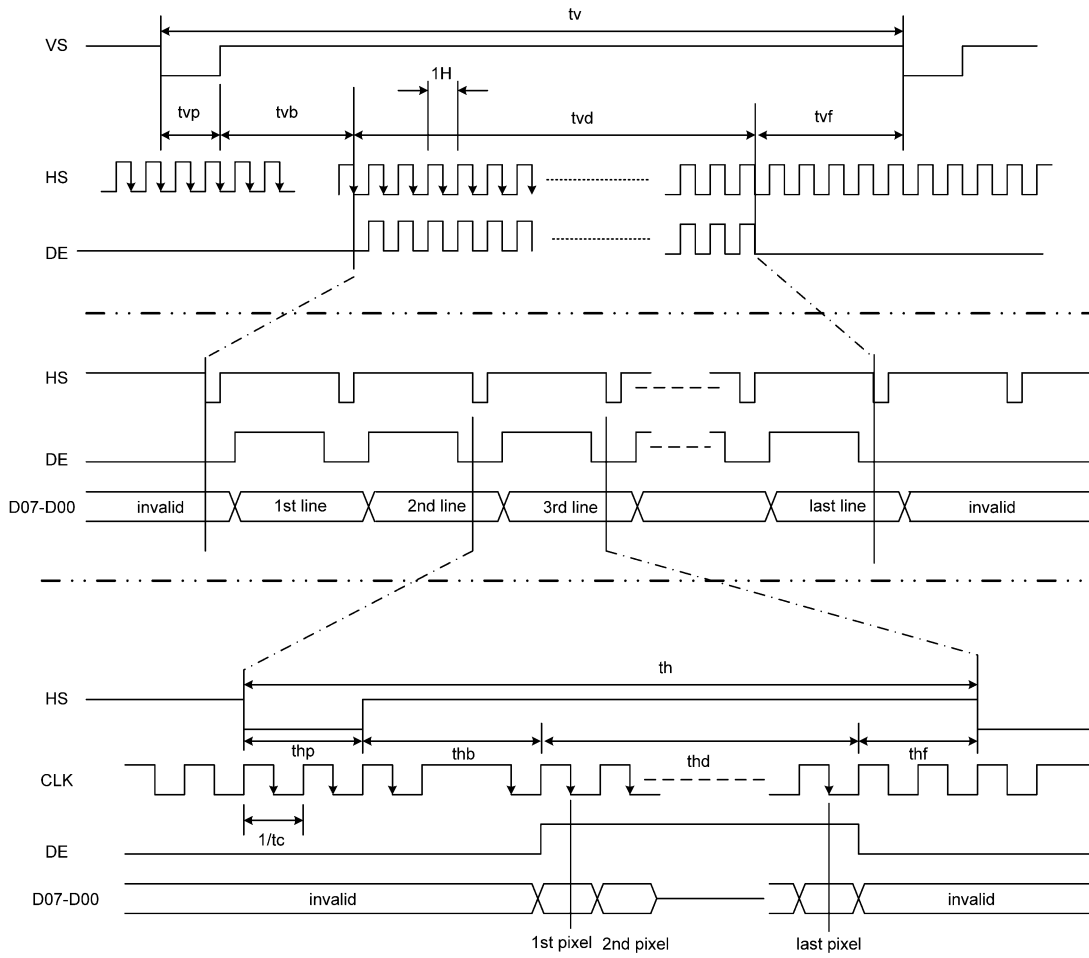 tv
VS
1H
tvp
tvb
tvd
tvf
HS
DE
HS
DE
D07-D00
invalid
1st line
2nd line
3rd line
last line
invalid
th
HS
thp
thb
thd
thf
CLK
1/tc
DE
D07-D00
invalid
invalid
1st pixel
2nd pixel
last pixel